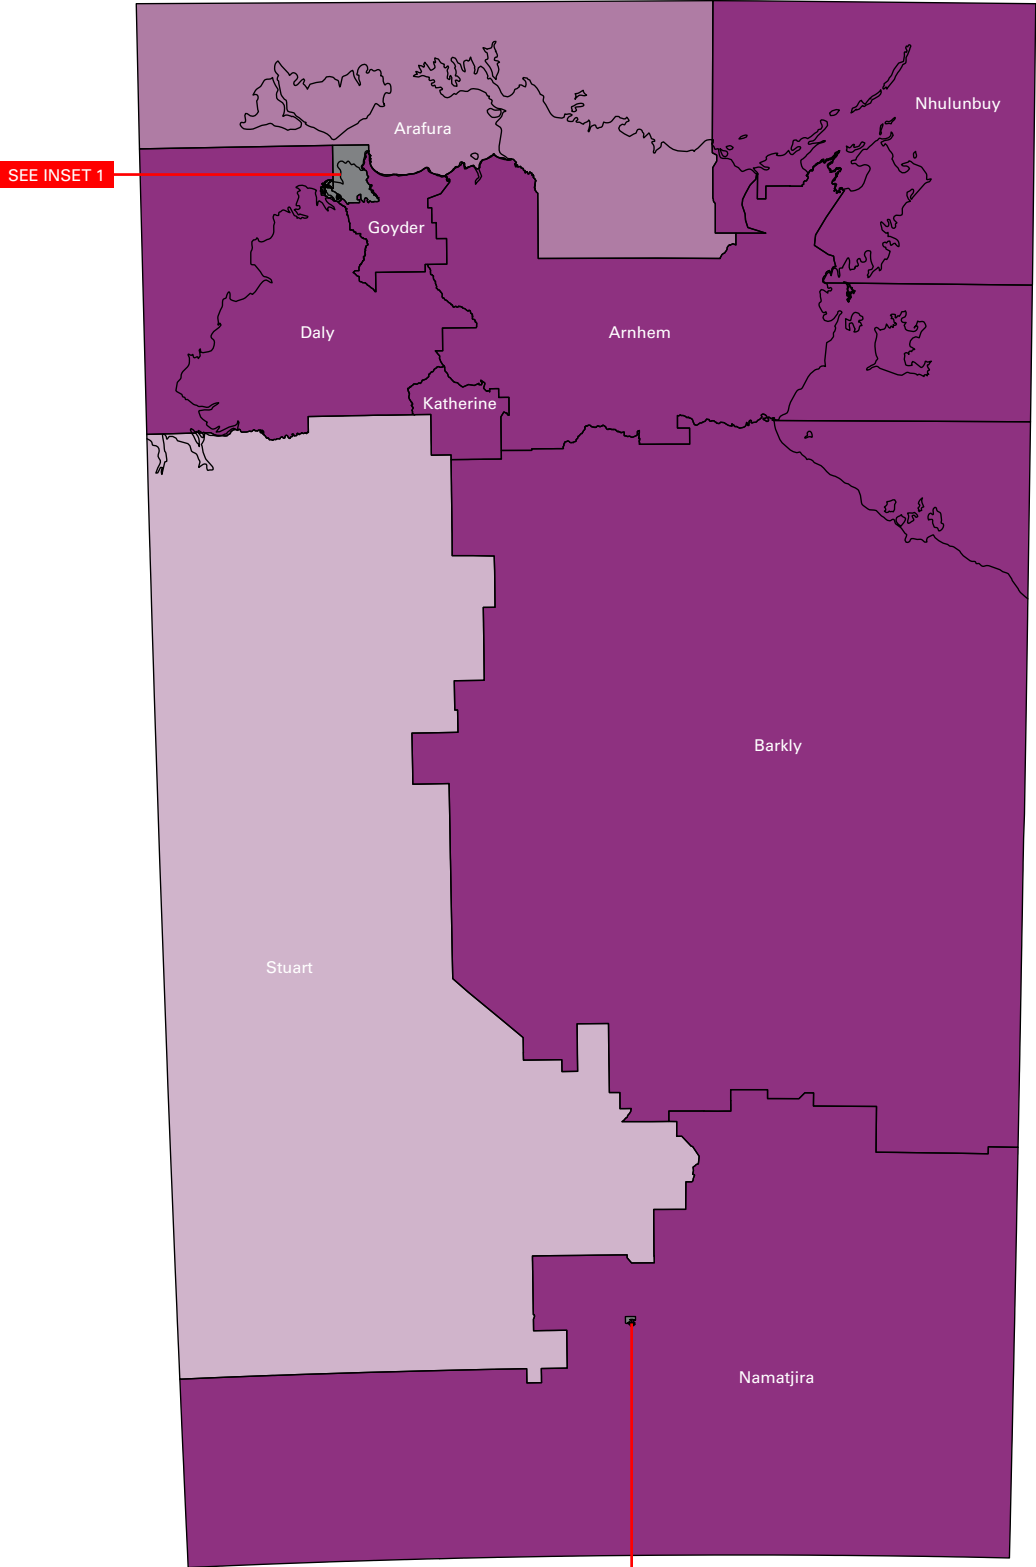 Nhulunbuy
Arafura
SEE INSET 1
Goyder
Daly
Arnhem
Katherine
Barkly
Stuart
Namatjira